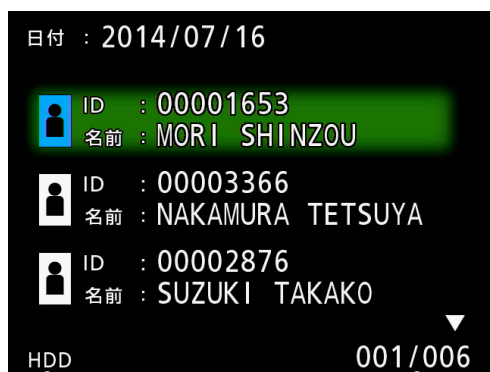 日付 : 2014/07/16
ID : 00001653
名前 : MORI SHINZOU
ID : 00003366
名前 : NAKAMURA TETSUYA
ID : 00002876
名前 : SUZUKI TAKAKO
HDD 001/006